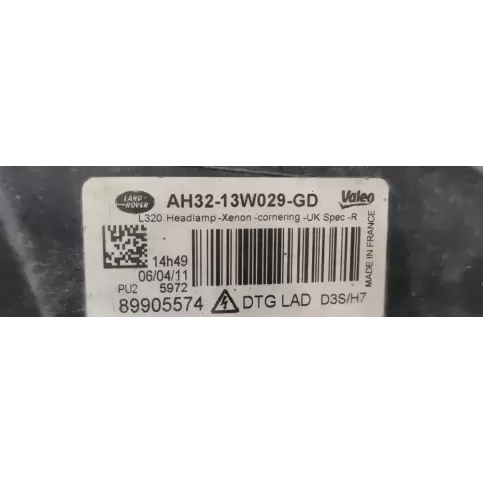 LAND-
ROVER
AH32-13W029-GD
Valeo
L320 Headlamp -Xenon -cornering -UK Spec -R
14h49
06/04/11
PU2 5972
89905574 DTG LAD D3S/H7
MADE IN FRANCE